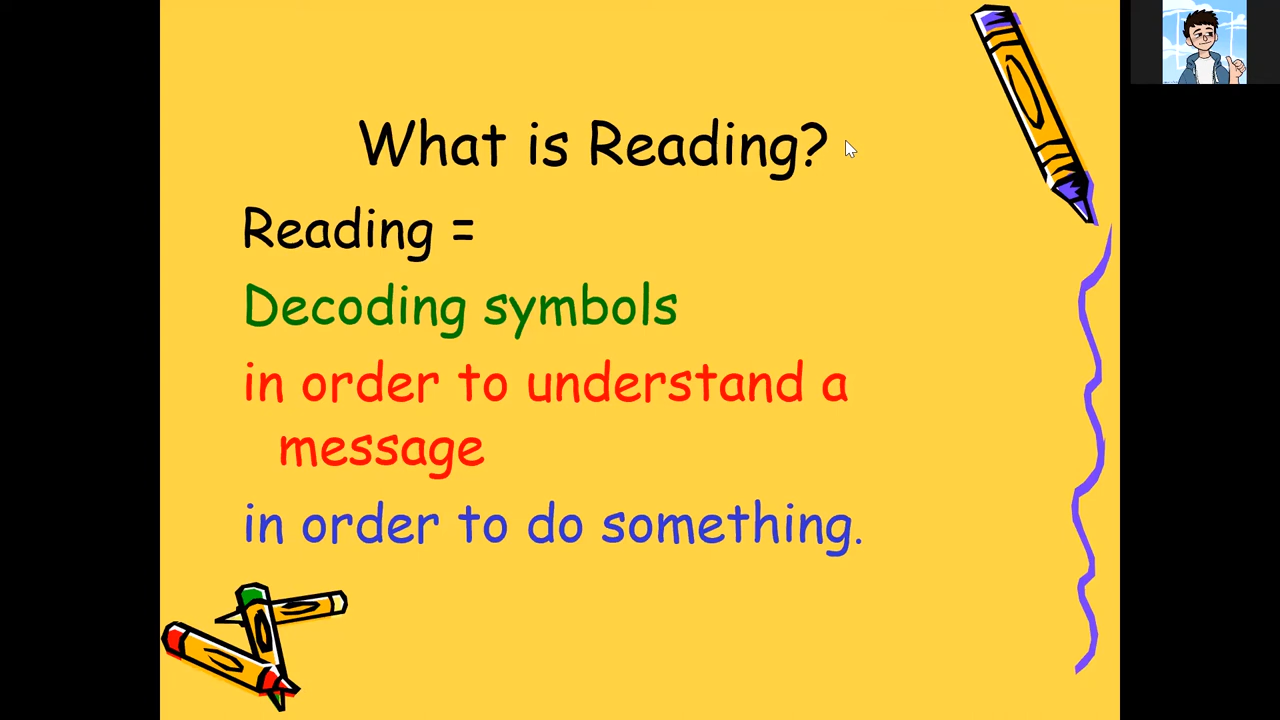 What is Reading?
Reading =
Decoding symbols
in order to understand a
message
in order to do something.